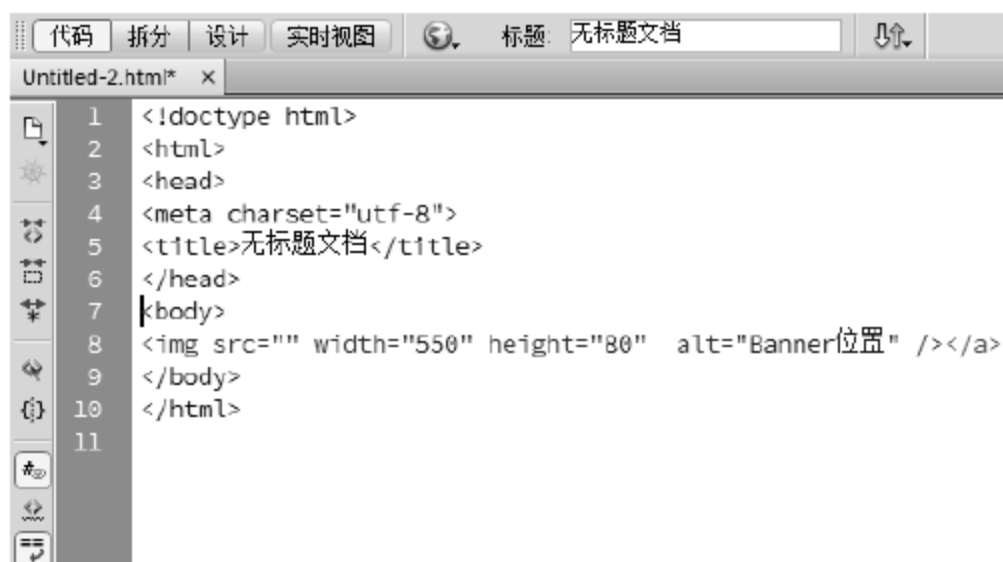 代码 拆分 设计 实时视图 标题: 无标题文档
Untitled-2.html* ×
1 <!doctype html>
2 <html>
3 <head>
4 <meta charset="utf-8">
5 <title>无标题文档</title>
6 </head>
7 <body>
8 <img src="" width="550" height="80"  alt="Banner位置" /></a>
9 </body>
10 </html>
11